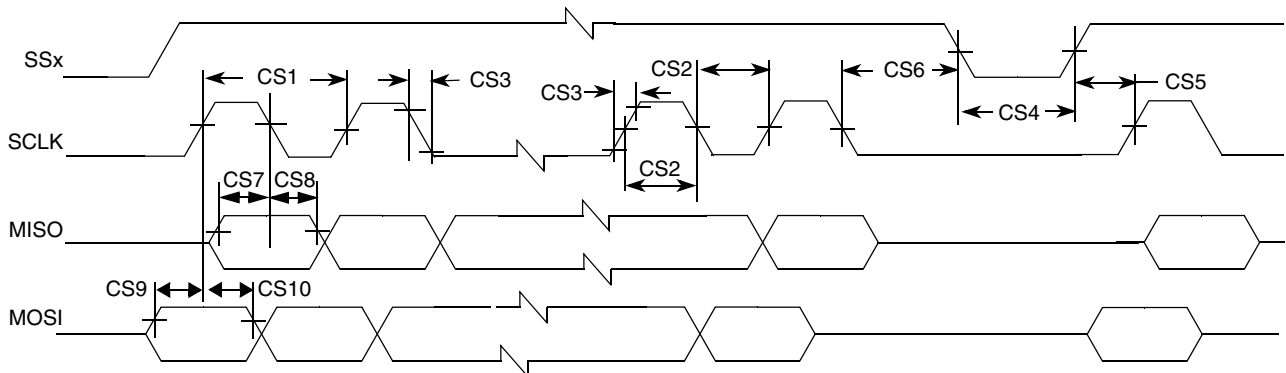 SSx
CS1
CS3
CS3
CS2
CS6
CS5
CS4
SCLK
CS2
CS7
CS8
MISO
CS9
CS10
MOSI